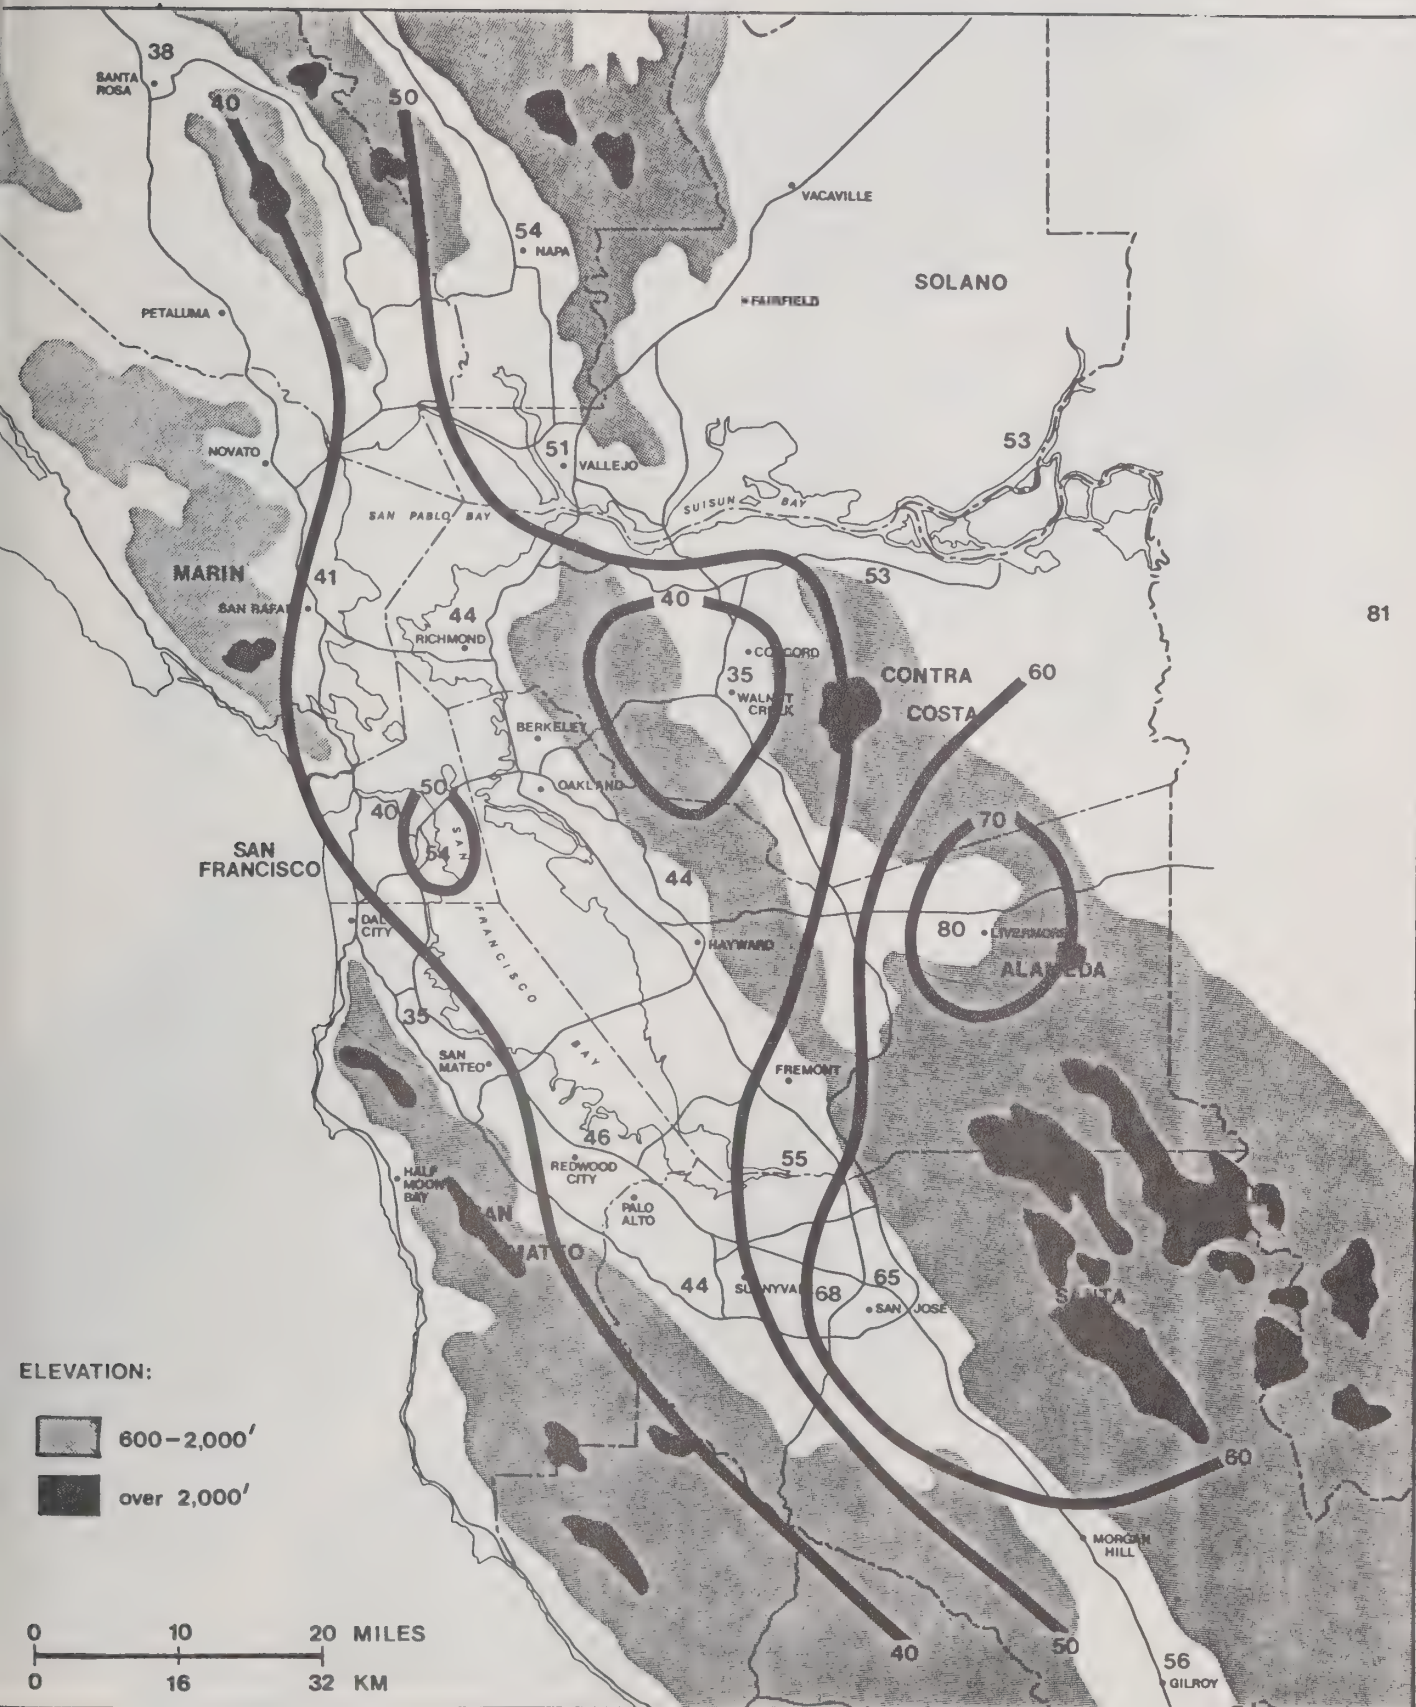 38
SANTA
ROSA
40
50
VACAVILLE
54
NAPA
SOLANO
FAIRFIELD
PETALUMA
53
51
NOVATO
VALLEJO
SUISUN BAY
SAN PABLO BAY
MARIN
41
53
40
SAN RAFAEL
44
RICHMOND
81
CONCORD
35
CONTRA
COSTA
60
WALNUT
CREEK
BERKELEY
50
OAKLAND
40
70
SAN
FRANCISCO
54
SAN
FRANCISCO
BAY
44
DALY
CITY
80
LIVERMORE
HAYWARD
ALAMEDA
35
SAN
MATEO
FREMONT
46
REDWOOD
CITY
55
HALF
MOON
BAY
PALO
ALTO
SAN
MATEO
44
SUNNYVALE
68
65
SAN JOSE
SANTA
ELEVATION:
600-2,000'
over 2,000'
60
MORGAN
HILL
0 10 20 MILES
0 16 32 KM
40
50
56
GILROY